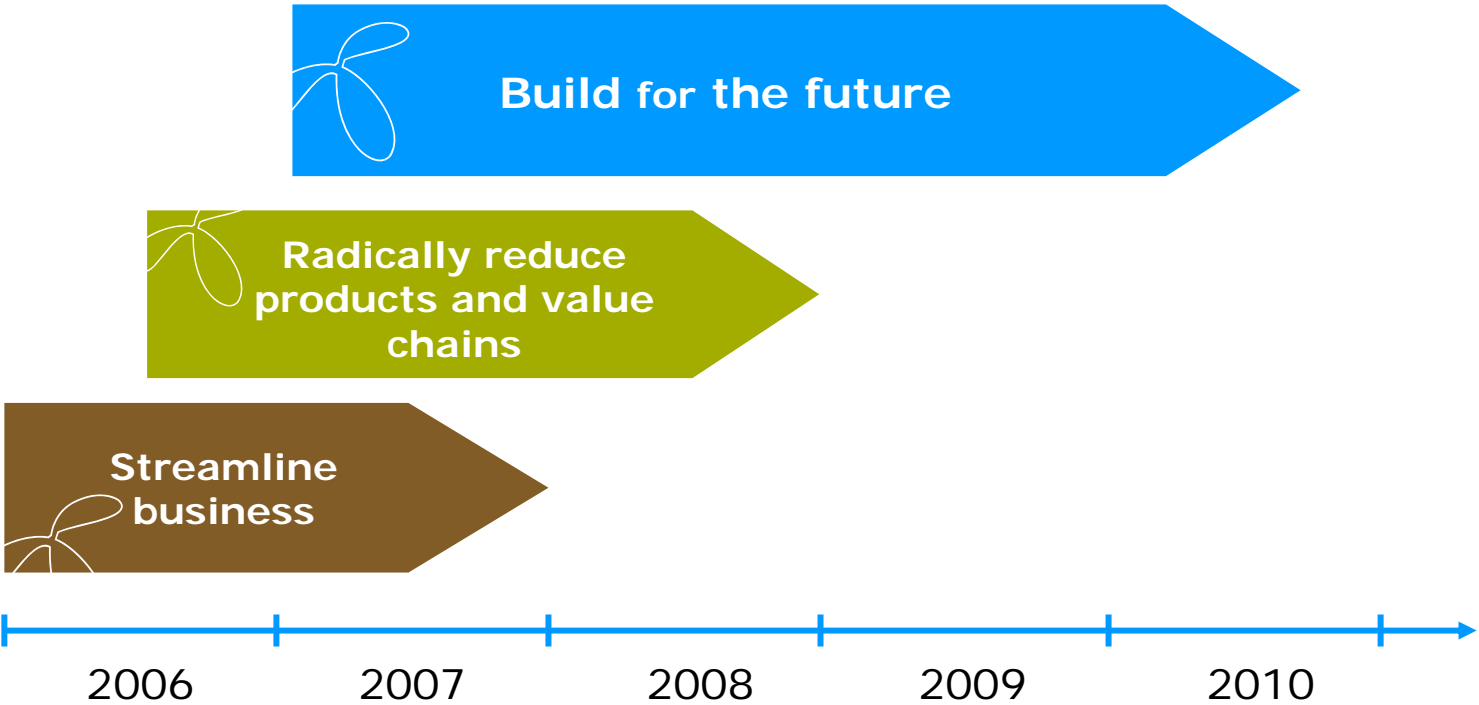 Build for the future
Radically reduce
products and value
chains
Streamline
business
2006 2007 2008 2009 2010